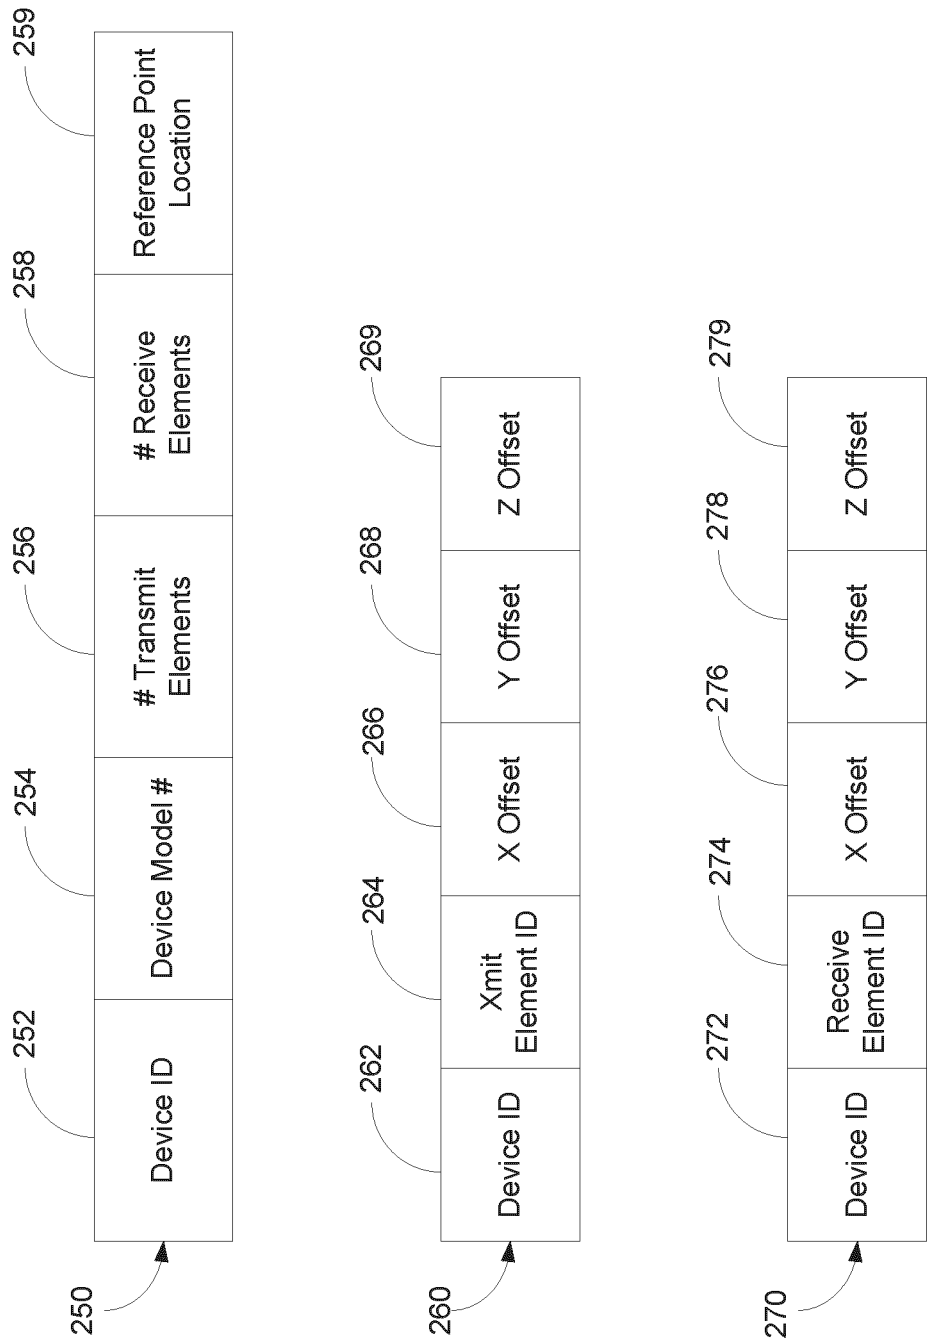 252
254
256
258
259
Device ID
Device Model #
# Transmit
Elements
# Receive
Elements
Reference Point
Location
250
262
264
266
268
269
Device ID
Xmit
Element ID
X Offset
Y Offset
Z Offset
260
272
274
276
278
279
Device ID
Receive
Element ID
X Offset
Y Offset
Z Offset
270